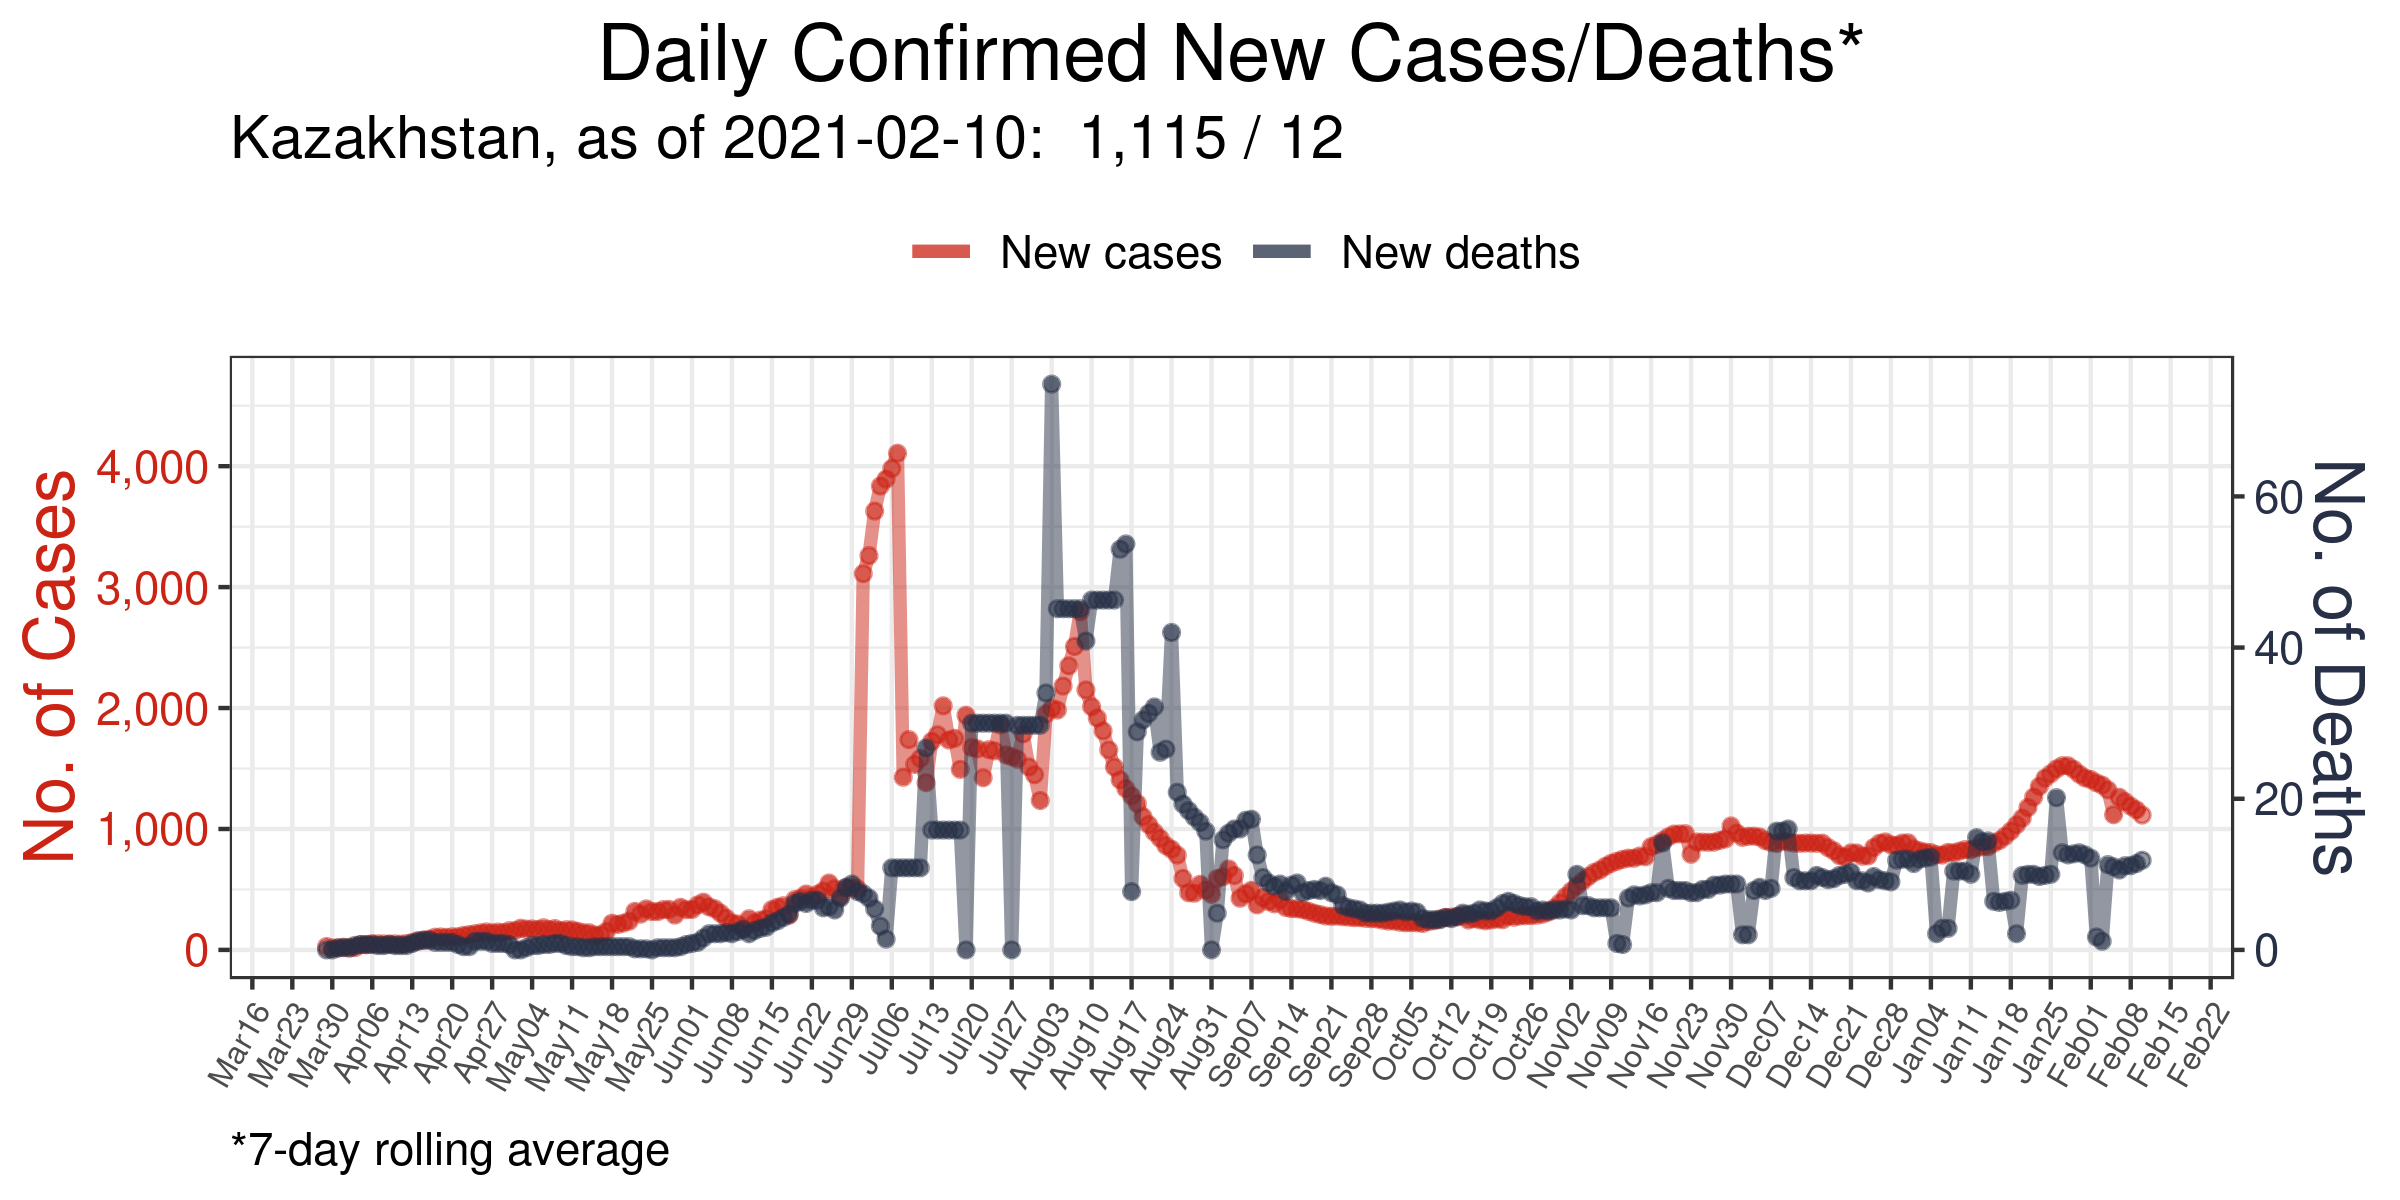 Daily Confirmed New Cases/Deaths*
Kazakhstan, as of 2021-02-10:  1,115 / 12
New cases New deaths
No. of Cases
4,000
3,000
2,000
1,000
0
No. of Deaths
60
40
20
0
Mar16 Mar23 Mar30 Apr06 Apr13 Apr20 Apr27 May04 May11 May18 May25 Jun01 Jun08 Jun15 Jun22 Jun29 Jul06 Jul13 Jul20 Jul27 Aug03 Aug10 Aug17 Aug24 Aug31 Sep07 Sep14 Sep21 Sep28 Oct05 Oct12 Oct19 Oct26 Nov02 Nov09 Nov16 Nov23 Nov30 Dec07 Dec14 Dec21 Dec28 Jan04 Jan11 Jan18 Jan25 Feb01 Feb08 Feb15 Feb22
*7-day rolling average